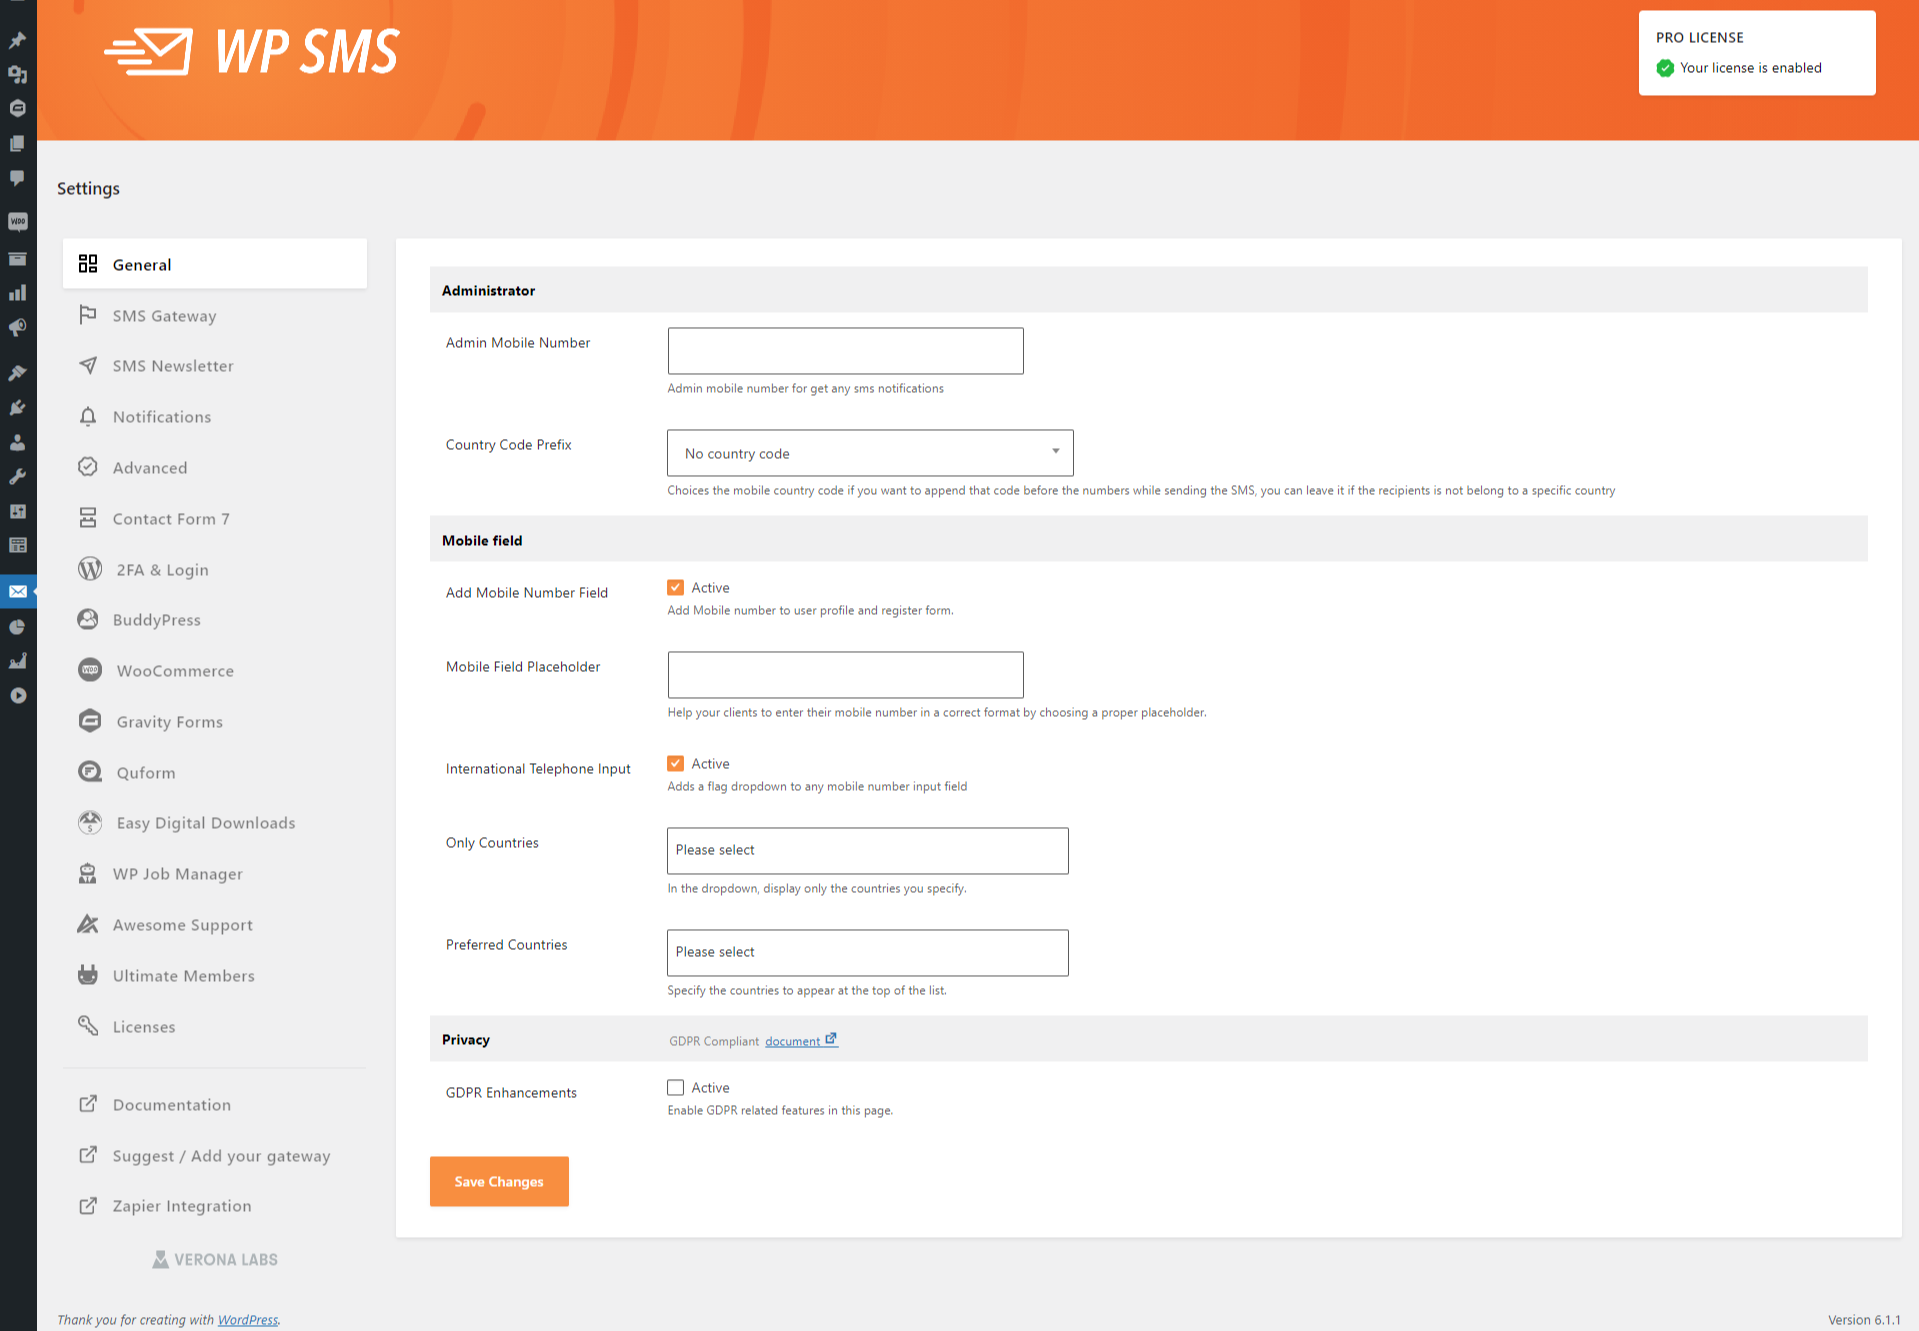 WP SMS
PRO LICENSE
Your license is enabled
Settings
General
SMS Gateway
SMS Newsletter
Notifications
Advanced
Contact Form 7
2FA & Login
BuddyPress
WooCommerce
Gravity Forms
Quform
Easy Digital Downloads
WP Job Manager
Awesome Support
Ultimate Members
Licenses
Documentation
Suggest / Add your gateway
Zapier Integration
VERONA LABS
Administrator
Admin Mobile Number
Admin mobile number for get any sms notifications
Country Code Prefix
No country code
Choices the mobile country code if you want to append that code before the numbers while sending the SMS, you can leave it if the recipients is not belong to a specific country
Mobile field
Add Mobile Number Field
Active
Add Mobile number to user profile and register form.
Mobile Field Placeholder
Help your clients to enter their mobile number in a correct format by choosing a proper placeholder.
International Telephone Input
Active
Adds a flag dropdown to any mobile number input field
Only Countries
Please select
In the dropdown, display only the countries you specify.
Preferred Countries
Please select
Specify the countries to appear at the top of the list.
Privacy
GDPR Compliant document
GDPR Enhancements
Active
Enable GDPR related features in this page.
Save Changes
Thank you for creating with WordPress.
Version 6.1.1